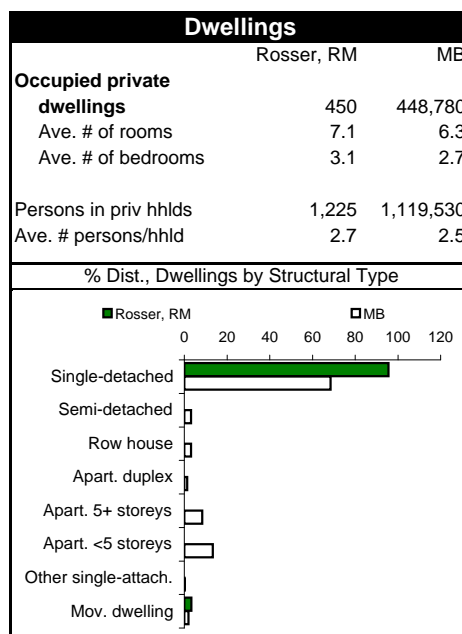 Dwellings
Rosser, RM MB
Occupied private
dwellings 450 448,780
Ave. # of rooms 7.1 6.3
Ave. # of bedrooms 3.1 2.7
Persons in priv hhlds 1,225 1,119,530
Ave. # persons/hhld 2.7 2.5
% Dist., Dwellings by Structural Type
Rosser, RM MB
0 20 40 60 80 100 120
Single-detached
Semi-detached
Row house
Apart. duplex
Apart. 5+ storeys
Apart. <5 storeys
Other single-attach.
Mov. dwelling